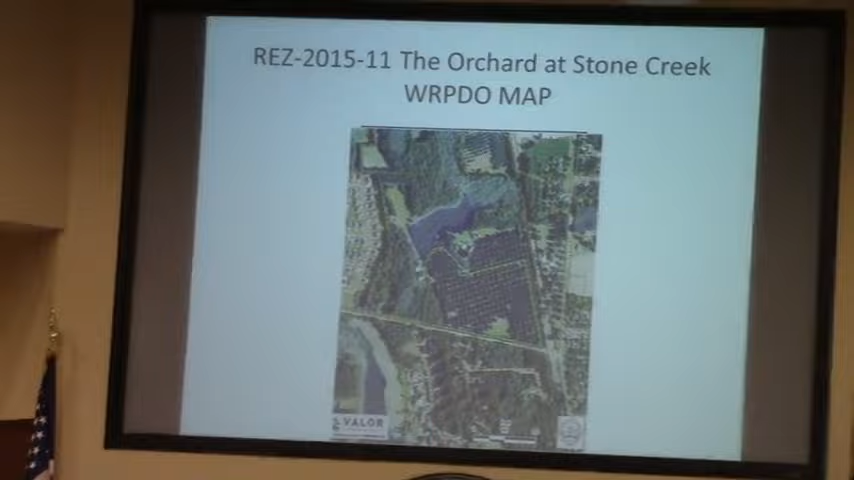 REZ-2015-11 The Orchard at Stone Creek
WRPDO MAP
VALOR